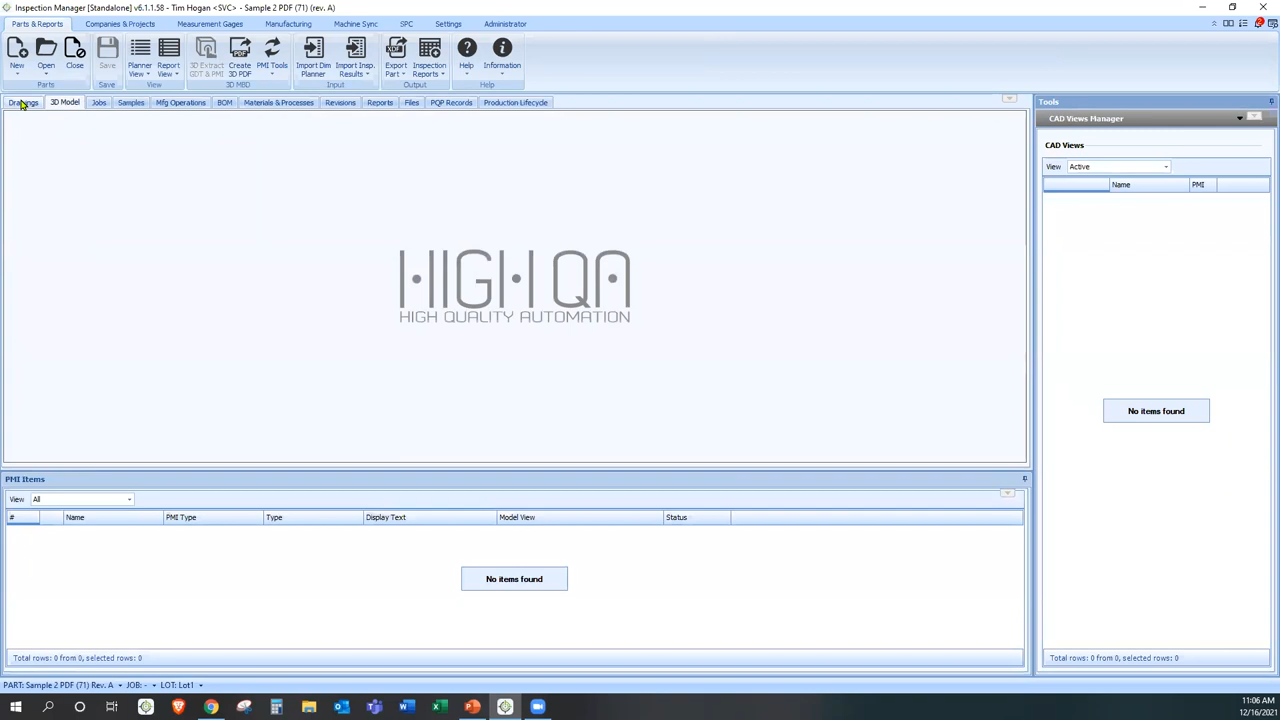 Inspection Manager [Standalone] v6.1.1.58 - Tim Hogan <SVC> - Sample 2 PDF (71) (rev. A)
Parts & Reports Companies & Projects Measurement Gages Manufacturing Machine Sync SPC Settings Administrator
New Open Close Save Planner View Report View 3D Extract GDT & PMI Create 3D PDF PMI Tools Import Dim Planner Import Insp. Results Export Part Inspection Reports Help Information
Parts Save View 3D MBD Input Output Help
Drawings 3D Model Jobs Samples Mfg Operations BOM Materials & Processes Revisions Reports Files PQP Records Production Lifecycle
Tools
CAD Views Manager
CAD Views
View Active
Name PMI
HIGH QA
HIGH QUALITY AUTOMATION
No items found
PMI Items
View All
# Name PMI Type Type Display Text Model View Status
No items found
Total rows: 0 from 0, selected rows: 0
Total rows: 0 from 0, selected rows: 0
PART: Sample 2 PDF (71) Rev. A JOB: - LOT: Lot1
11:06 AM
12/16/2021